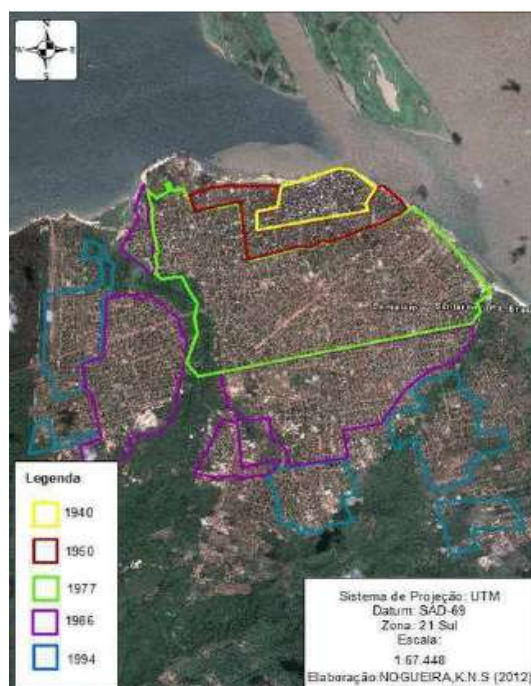 N
W E
S
Legenda
1940
1960
1977
1986
1994
Sistema de Projeção: UTM
Datum: SAD-69
Zona: 21 Sul
Escala:
1:67.448
Elaboração:NOGUEIRA,K.N.S (2012)